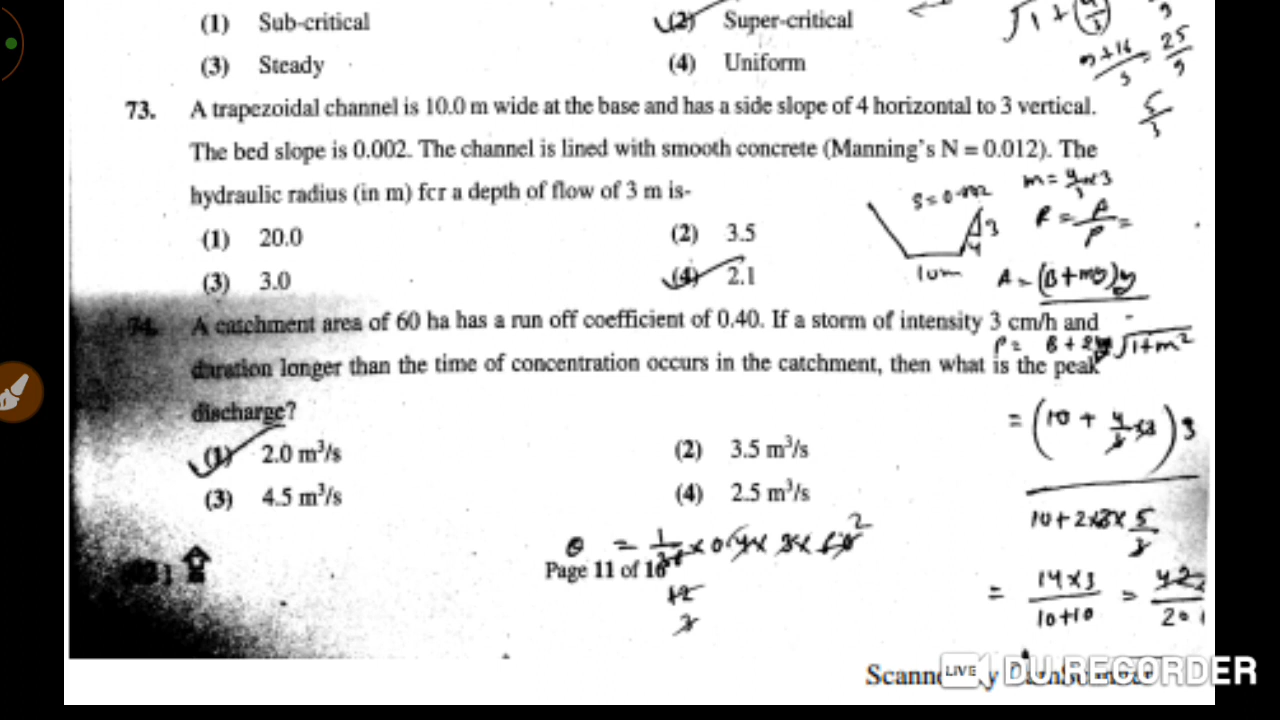 (1) Sub-critical
(2) Super-critical
(3) Steady
(4) Uniform
73. A trapezoidal channel is 10.0 m wide at the base and has a side slope of 4 horizontal to 3 vertical.
The bed slope is 0.002. The channel is lined with smooth concrete (Manning's N = 0.012). The
hydraulic radius (in m) for a depth of flow of 3 m is-
(1) 20.0
(2) 3.5
(3) 3.0
(4) 2.1
74. A catchment area of 60 ha has a run off coefficient of 0.40. If a storm of intensity 3 cm/h and
duration longer than the time of concentration occurs in the catchment, then what is the peak
discharge?
(1) 2.0 m³/s
(2) 3.5 m³/s
(3) 4.5 m³/s
(4) 2.5 m³/s
Page 11 of 16
10m
R = A/P =
A = (B+my)y
= 14×3/10+10 = 42/20
LIVE DU RECORDER